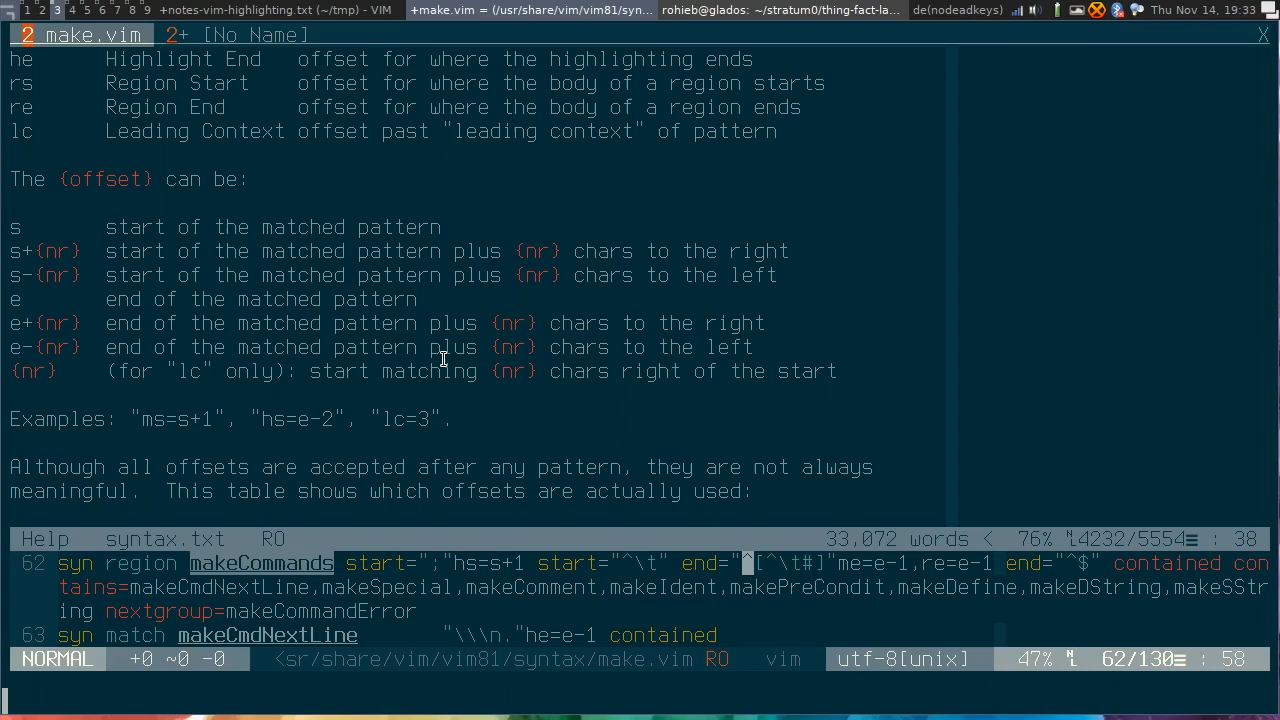 1 2 3 4 5 6 7 8 9 +notes-vim-highlighting.txt (~/tmp) - VIM +make.vim = (/usr/share/vim/vim81/syn... rohieb@glados: ~/stratum0/thing-fact-la... de(nodeadkeys) Thu Nov 14, 19:33
2 make.vim 2+ [No Name] X
he Highlight End offset for where the highlighting ends
rs Region Start offset for where the body of a region starts
re Region End offset for where the body of a region ends
lc Leading Context offset past "leading context" of pattern
The {offset} can be:
s start of the matched pattern
s+{nr} start of the matched pattern plus {nr} chars to the right
s-{nr} start of the matched pattern plus {nr} chars to the left
e end of the matched pattern
e+{nr} end of the matched pattern plus {nr} chars to the right
e-{nr} end of the matched pattern plus {nr} chars to the left
{nr} (for "lc" only): start matching {nr} chars right of the start
Examples: "ms=s+1", "hs=e-2", "lc=3".
Although all offsets are accepted after any pattern, they are not always
meaningful. This table shows which offsets are actually used:
Help syntax.txt RO 33,072 words < 76% ␤4232/5554≡ : 38
62 syn region makeCommands start=";"hs=s+1 start="^\t" end="^[^\t#]"me=e-1,re=e-1 end="^$" contained con
tains=makeCmdNextLine,makeSpecial,makeComment,makeIdent,makePreCondit,makeDefine,makeDString,makeSStr
ing nextgroup=makeCommandError
63 syn match makeCmdNextLine "\\\n."he=e-1 contained
NORMAL +0 ~0 -0 <sr/share/vim/vim81/syntax/make.vim RO vim utf-8[unix] 47% ␤ 62/130≡ : 58